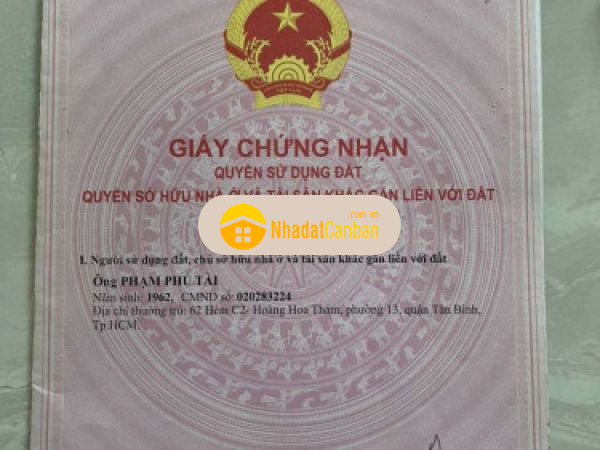 GIẤY CHỨNG NHẬN
QUYỀN SỬ DỤNG ĐẤT
QUYỀN SỞ HỮU NHÀ Ở VÀ TÀI SẢN KHÁC GẮN LIỀN VỚI ĐẤT
.com.vn
NhadatCanban
I. Người sử dụng đất, chủ sở hữu nhà ở và tài sản khác gắn liền với đất
Ông PHẠM PHÚ TÀI
Năm sinh: 1962, CMND số: 020283224
Địa chỉ thường trú: 62 Hẻm C2- Hoàng Hoa Thám, phường 13, quận Tân Bình,
Tp.HCM.